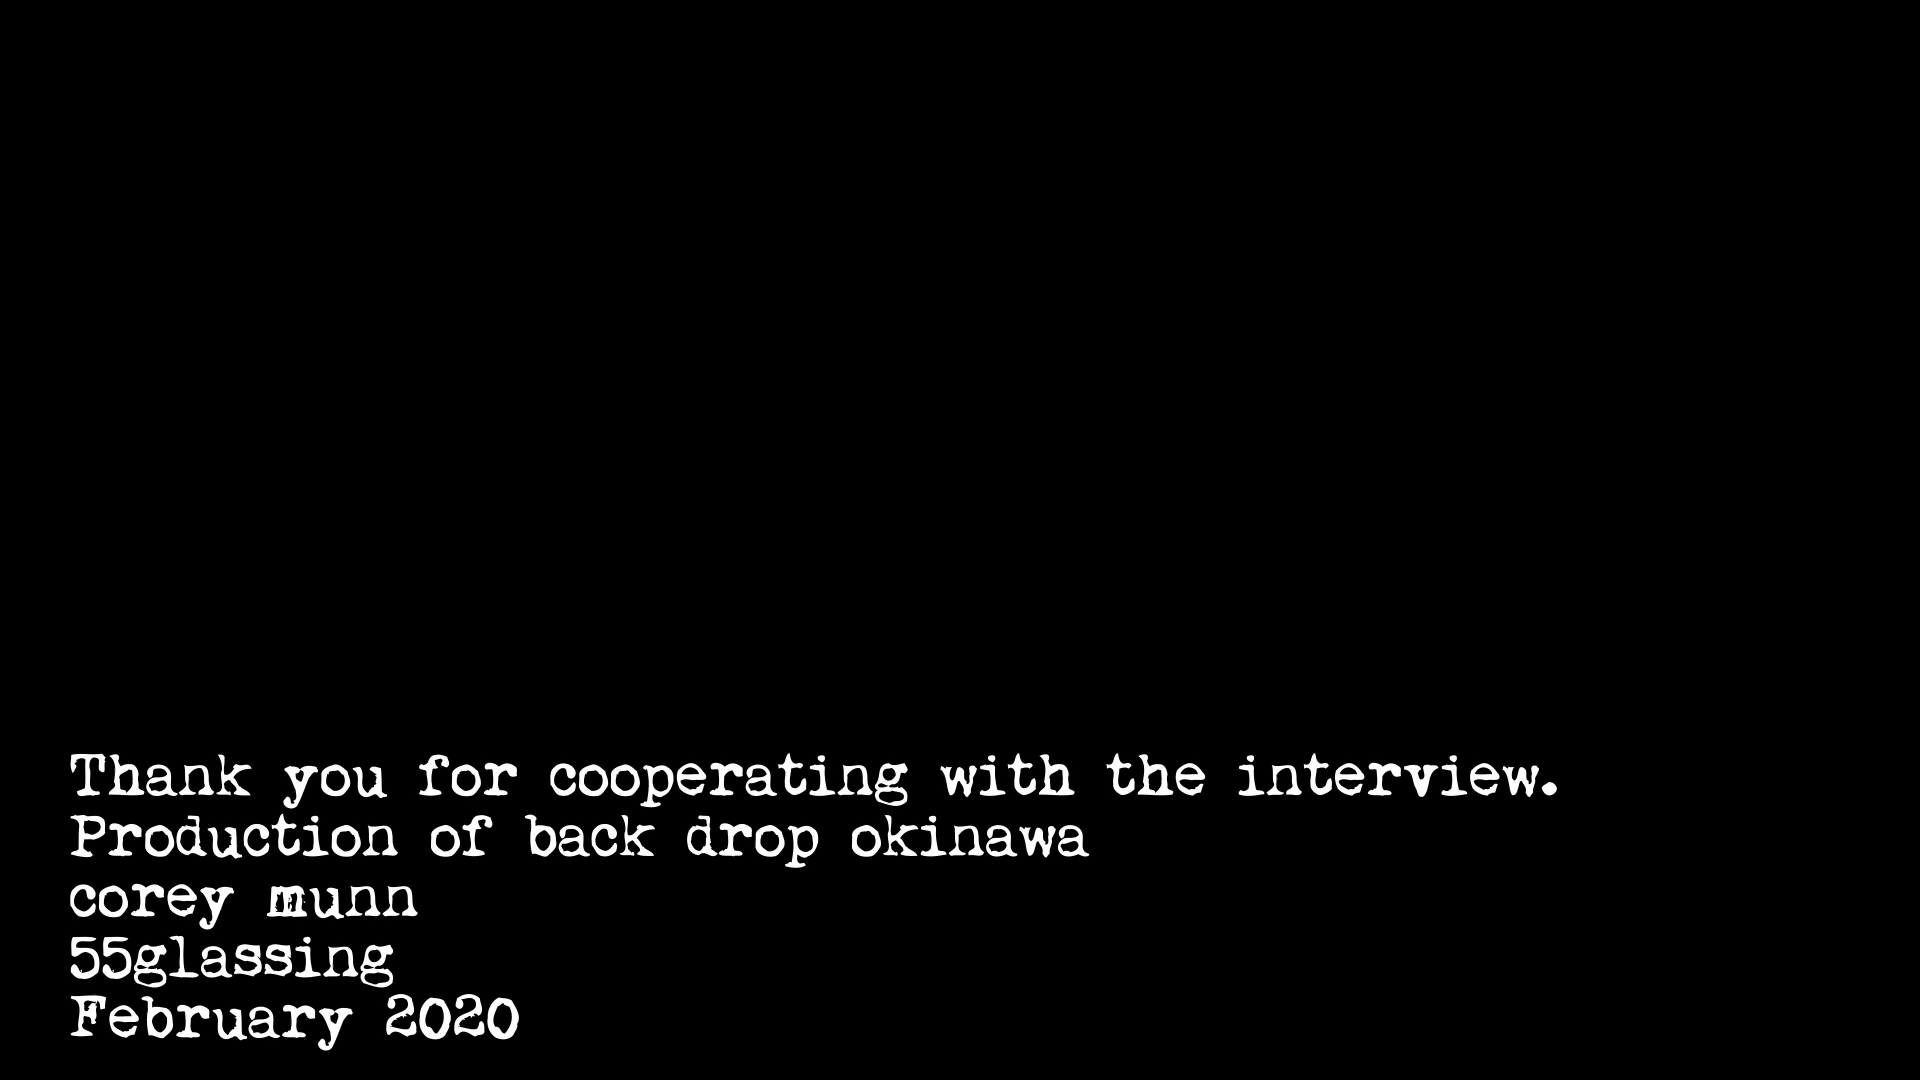 Thank you for cooperating with the interview.
Production of back drop okinawa
corey munn
55glassing
February 2020